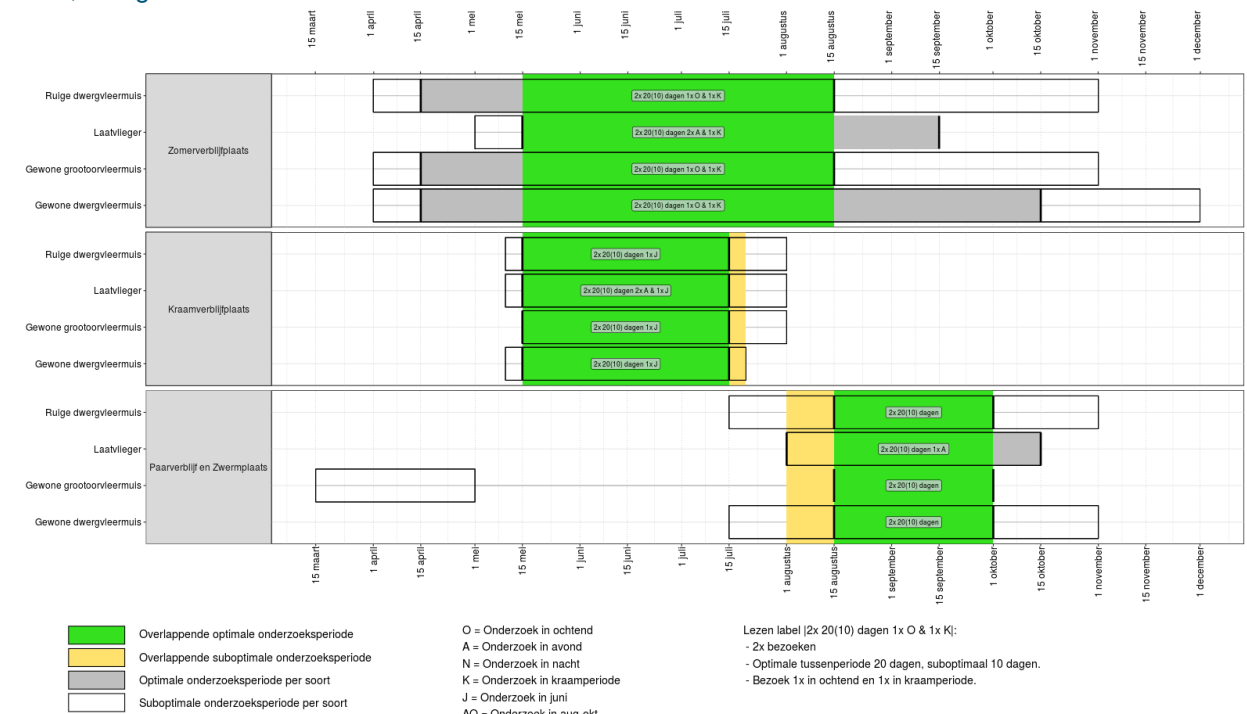 15 maart
1 april
15 april
1 mei
15 mei
1 juni
15 juni
1 juli
15 juli
1 augustus
15 augustus
1 september
15 september
1 oktober
15 oktober
1 november
15 november
1 december
Zomerverblijfplaats
Ruige dwergvleermuis
2x 20(10) dagen 1x O & 1x K
Laatvlieger
2x 20(10) dagen 2x A & 1x K
Gewone grootoorvleermuis
2x 20(10) dagen 1x O & 1x K
Gewone dwergvleermuis
2x 20(10) dagen 1x O & 1x K
Kraamverblijfplaats
Ruige dwergvleermuis
2x 20(10) dagen 1x J
Laatvlieger
2x 20(10) dagen 2x A & 1x J
Gewone grootoorvleermuis
2x 20(10) dagen 1x J
Gewone dwergvleermuis
2x 20(10) dagen 1x J
Paarverblijf en Zwermplaats
Ruige dwergvleermuis
2x 20(10) dagen
Laatvlieger
2x 20(10) dagen 1x A
Gewone grootoorvleermuis
2x 20(10) dagen
Gewone dwergvleermuis
2x 20(10) dagen
15 maart
1 april
15 april
1 mei
15 mei
1 juni
15 juni
1 juli
15 juli
1 augustus
15 augustus
1 september
15 september
1 oktober
15 oktober
1 november
15 november
1 december
Overlappende optimale onderzoeksperiode
Overlappende suboptimale onderzoeksperiode
Optimale onderzoeksperiode per soort
Suboptimale onderzoeksperiode per soort
O = Onderzoek in ochtend
A = Onderzoek in avond
N = Onderzoek in nacht
K = Onderzoek in kraamperiode
J = Onderzoek in juni
AO = Onderzoek in aug-okt
Lezen label |2x 20(10) dagen 1x O & 1x K|:
- 2x bezoeken
- Optimale tussenperiode 20 dagen, suboptimaal 10 dagen.
- Bezoek 1x in ochtend en 1x in kraamperiode.